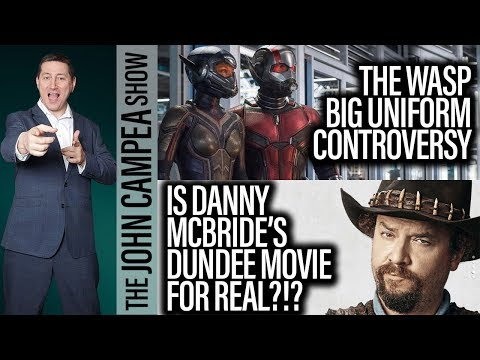 THE JOHN CAMPEA SHOW
THE WASP
BIG UNIFORM
CONTROVERSY
IS DANNY
MCBRIDE'S
DUNDEE MOVIE
FOR REAL?!?